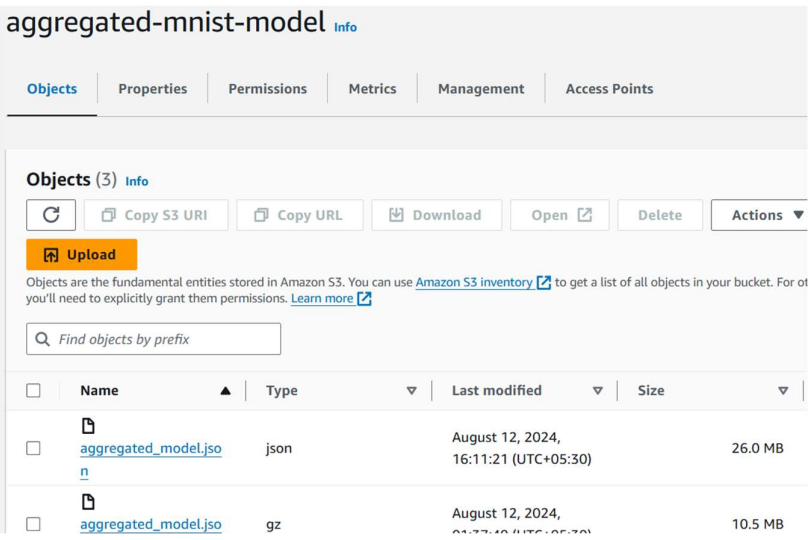 aggregated-mnist-model Info
Objects Properties Permissions Metrics Management Access Points
Objects (3) Info
Copy S3 URI Copy URL Download Open Delete Actions
Upload
Objects are the fundamental entities stored in Amazon S3. You can use Amazon S3 inventory to get a list of all objects in your bucket. For
you'll need to explicitly grant them permissions. Learn more
Find objects by prefix
Name Type Last modified Size
aggregated_model.jso
n
json
August 12, 2024,
16:11:21 (UTC+05:30)
26.0 MB
aggregated_model.jso
gz
August 12, 2024,
10.5 MB